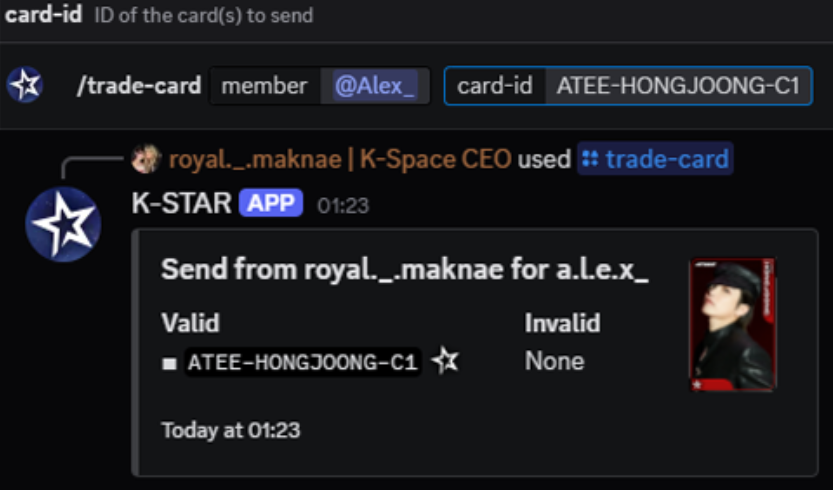 card-id ID of the card(s) to send
/trade-card member @Alex_ card-id ATEE-HONGJOONG-C1
royal._.maknae | K-Space CEO used trade-card
K-STAR APP 01:23
Send from royal._.maknae for a.l.e.x_
Valid Invalid
ATEE-HONGJOONG-C1 None
Today at 01:23